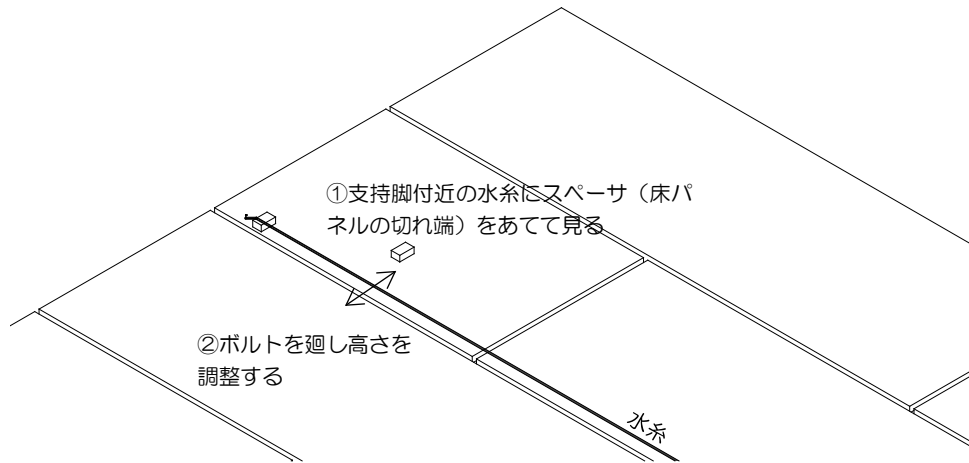 ①支持脚付近の水糸にスペーサ（床パ
ネルの切れ端）をあてて見る
②ボルトを廻し高さを
調整する
水糸